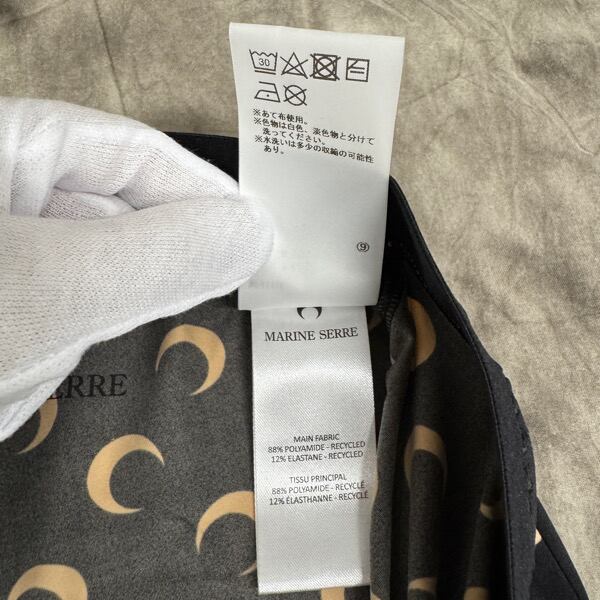 30
※あて布使用。
※色物は白色、淡色物と分けて
洗ってください。
※水洗いは多少の収縮の可能性
あり。
⑨
MARINE SERRE
SERRE
MAIN FABRIC
88% POLYAMIDE - RECYCLED
12% ELASTANE - RECYCLED
TISSU PRINCIPAL
88% POLYAMIDE - RECYCLÉ
12% ÉLASTHANNE - RECYCLÉ